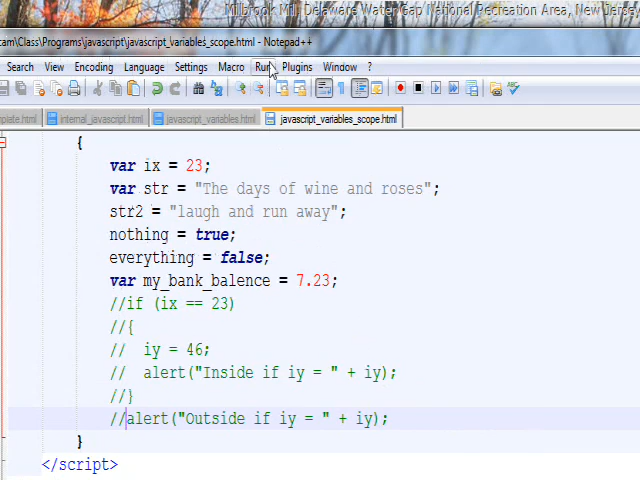 Millbrook Mill, Delaware Water Gap National Recreation Area, New Jersey
cam\Class\Programs\javascript\javascript_variables_scope.html - Notepad++
Search View Encoding Language Settings Macro Run Plugins Window ?
plate.html internal_javascript.html javascript_variables.html javascript_variables_scope.html
{
var ix = 23;
var str = "The days of wine and roses";
str2 = "laugh and run away";
nothing = true;
everything = false;
var my_bank_balence = 7.23;
//if (ix == 23)
//{
// iy = 46;
// alert("Inside if iy = " + iy);
//}
//alert("Outside if iy = " + iy);
}
</script>